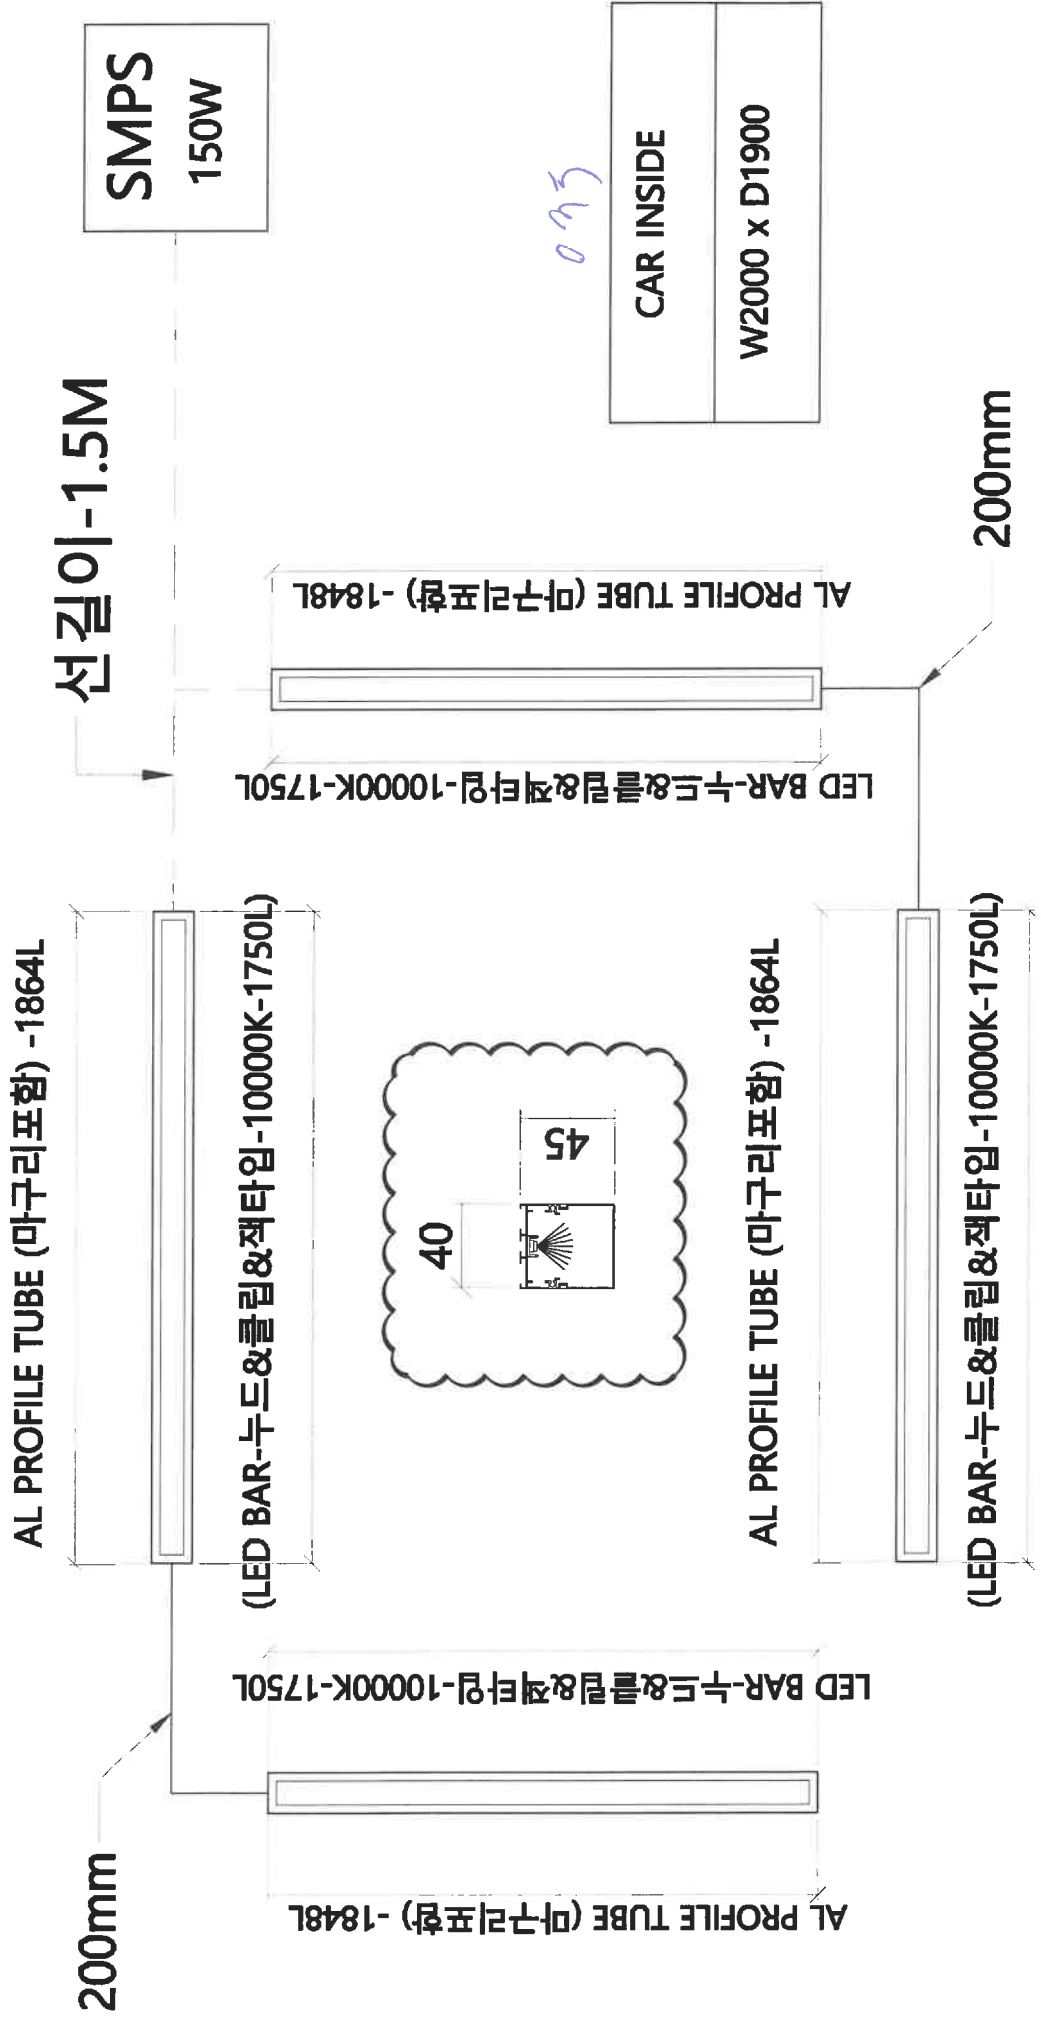 AL PROFILE TUBE (마구리포함) -1864L
선길이-1.5M
SMPS
150W
200mm
(LED BAR-누드&클립&잭타입-10000K-1750L)
AL PROFILE TUBE (마구리포함) -1848L
LED BAR-누드&클립&잭타입-10000K-1750L
40
45
LED BAR-누드&클립&잭타입-10000K-1750L
AL PROFILE TUBE (마구리포함) -1848L
CAR INSIDE
W2000 x D1900
AL PROFILE TUBE (마구리포함) -1864L
(LED BAR-누드&클립&잭타입-10000K-1750L)
200mm